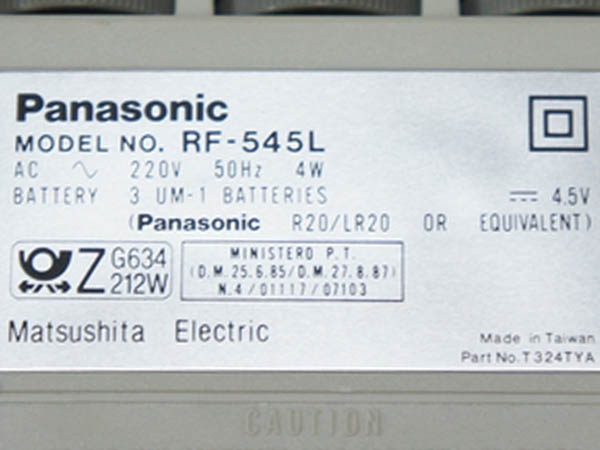 Panasonic
MODEL NO. RF-545L
AC ∿ 220V 50Hz 4W
BATTERY 3 UM-1 BATTERIES ⎓ 4.5V
(Panasonic R20/LR20 OR EQUIVALENT)
Z G634 212W
MINISTERO P.T.
(D.M.25.6.85/D.M.27.8.87)
N.4/01117/07103
Matsushita Electric
Made in Taiwan
Part No.T324TYA
CAUTION